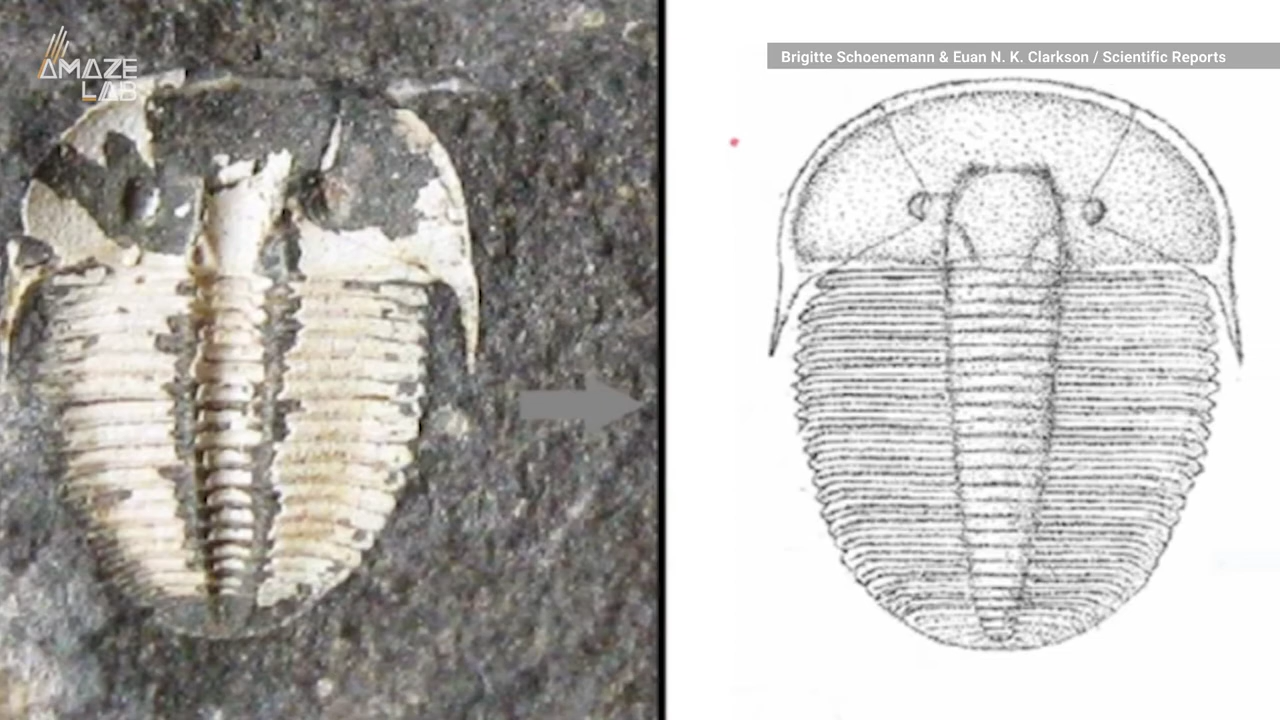 AMAZE
LAB
Brigitte Schoenemann & Euan N. K. Clarkson / Scientific Reports